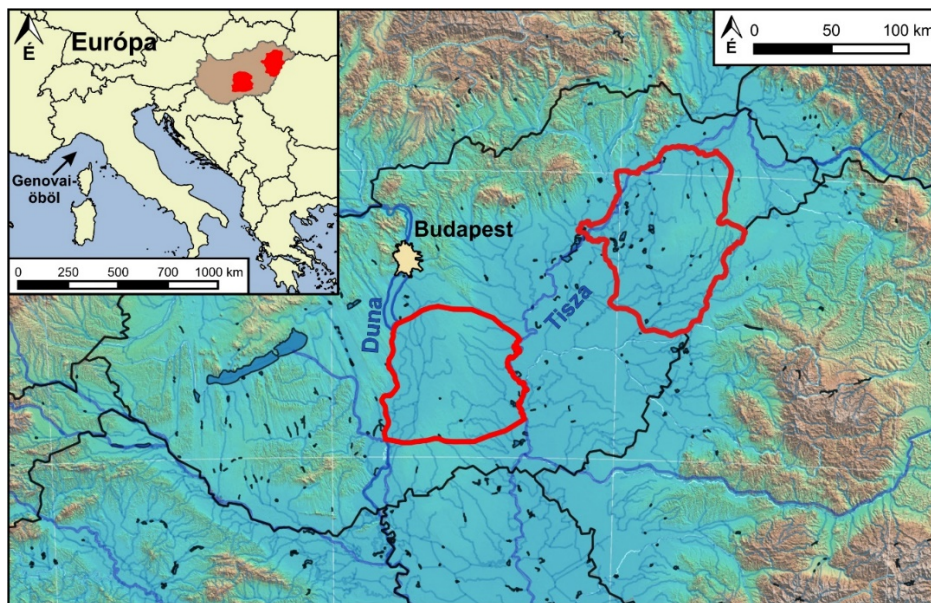 É
Európa
Genovai-
öböl
0 250 500 700 1000 km
É
0 50 100 km
Budapest
Duna
Tisza